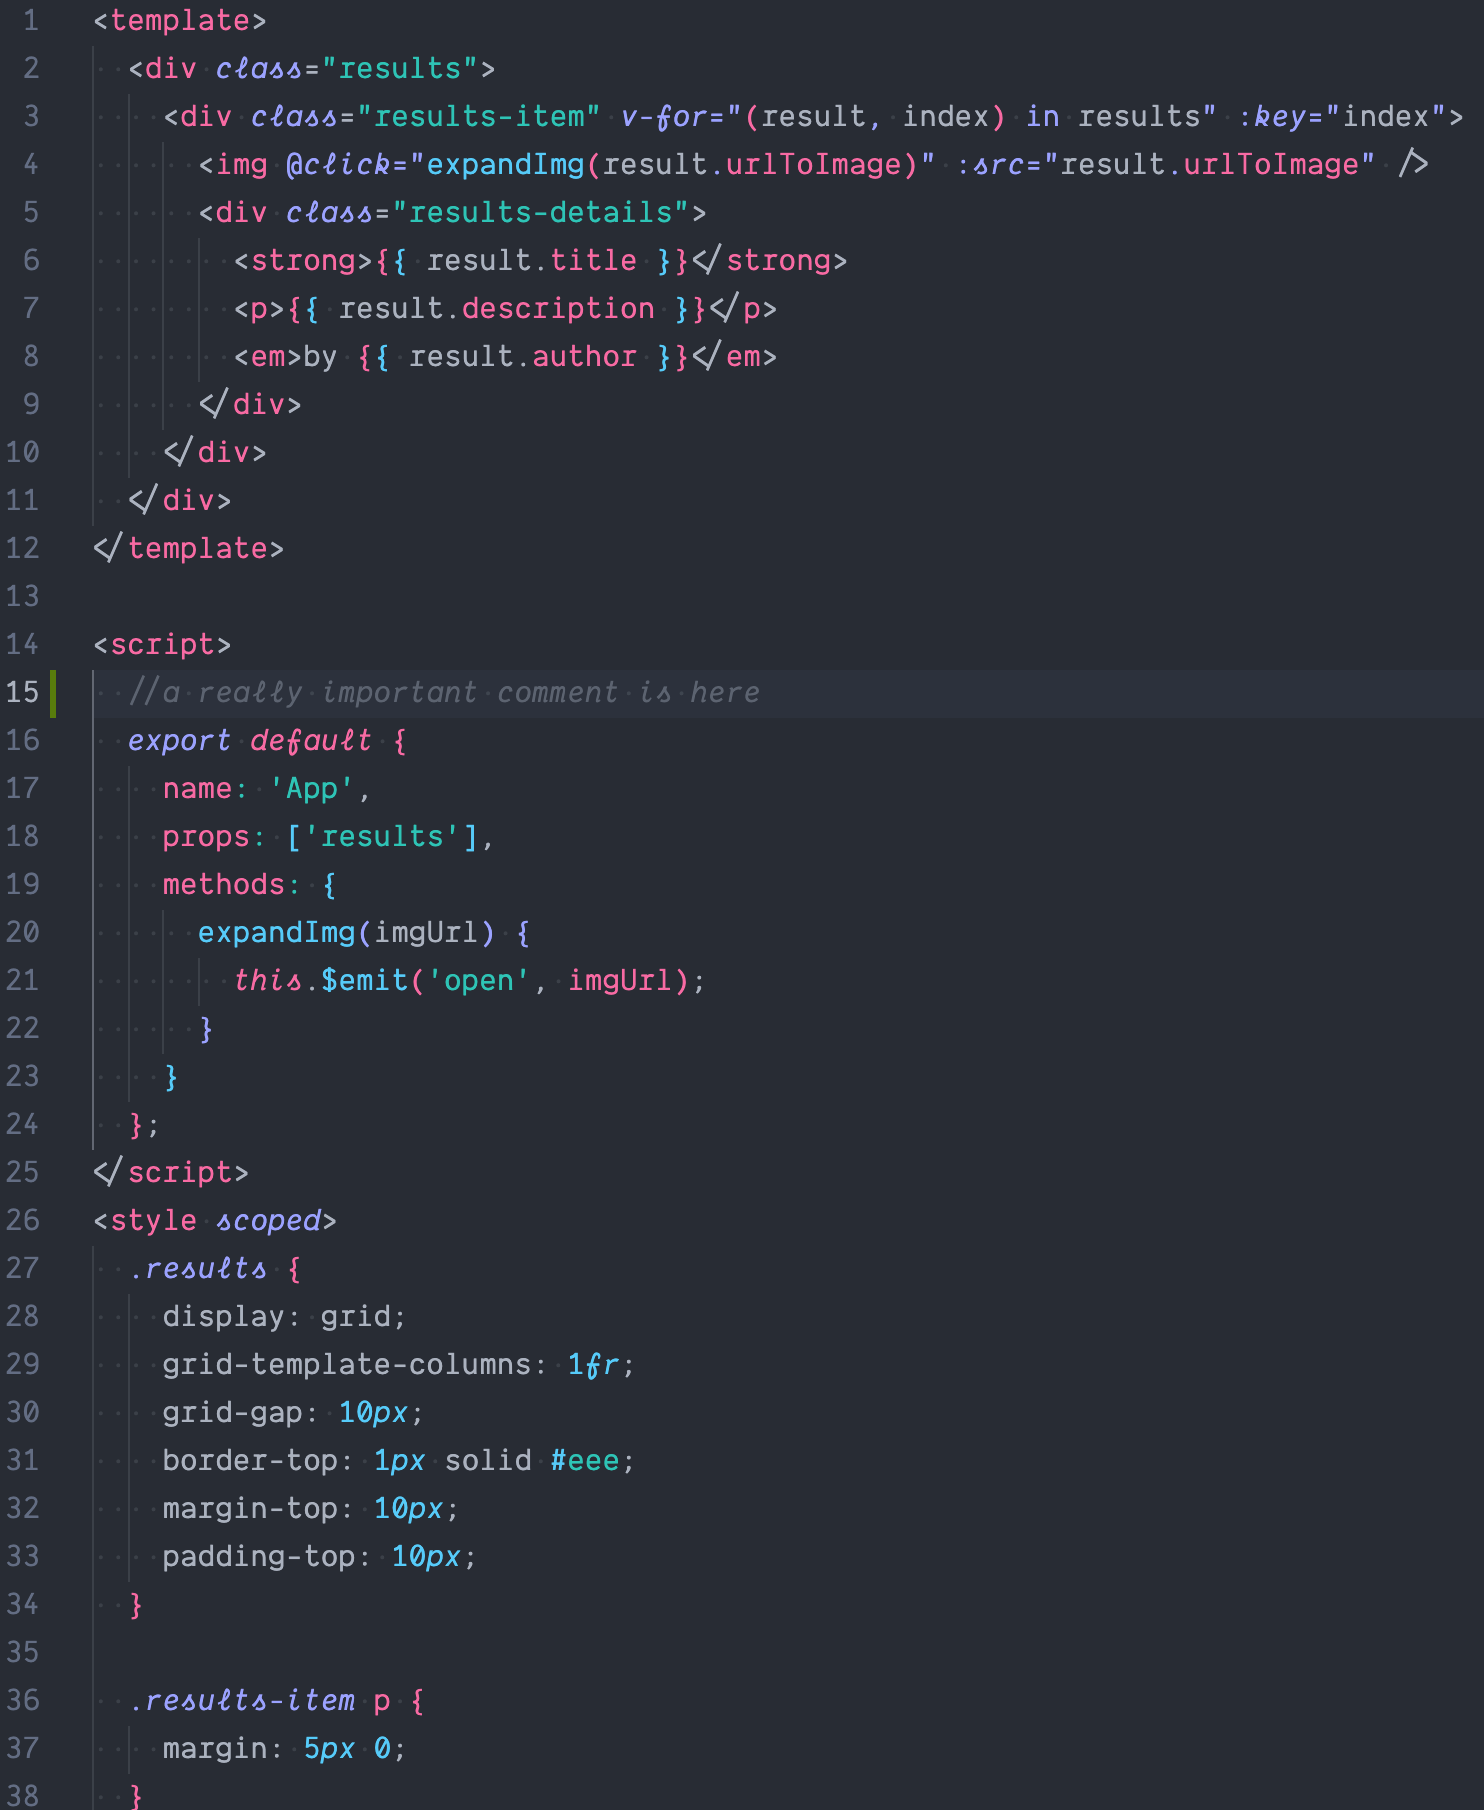 1 <template>
2 <div class="results">
3 <div class="results-item" v-for="(result, index) in results" :key="index">
4 <img @click="expandImg(result.urlToImage)" :src="result.urlToImage" />
5 <div class="results-details">
6 <strong>{{ result.title }}</strong>
7 <p>{{ result.description }}</p>
8 <em>by {{ result.author }}</em>
9 </div>
10 </div>
11 </div>
12 </template>
13
14 <script>
15 //a really important comment is here
16 export default {
17 name: 'App',
18 props: ['results'],
19 methods: {
20 expandImg(imgUrl) {
21 this.$emit('open', imgUrl);
22 }
23 }
24 };
25 </script>
26 <style scoped>
27 .results {
28 display: grid;
29 grid-template-columns: 1fr;
30 grid-gap: 10px;
31 border-top: 1px solid #eee;
32 margin-top: 10px;
33 padding-top: 10px;
34 }
35
36 .results-item p {
37 margin: 5px 0;
38 }